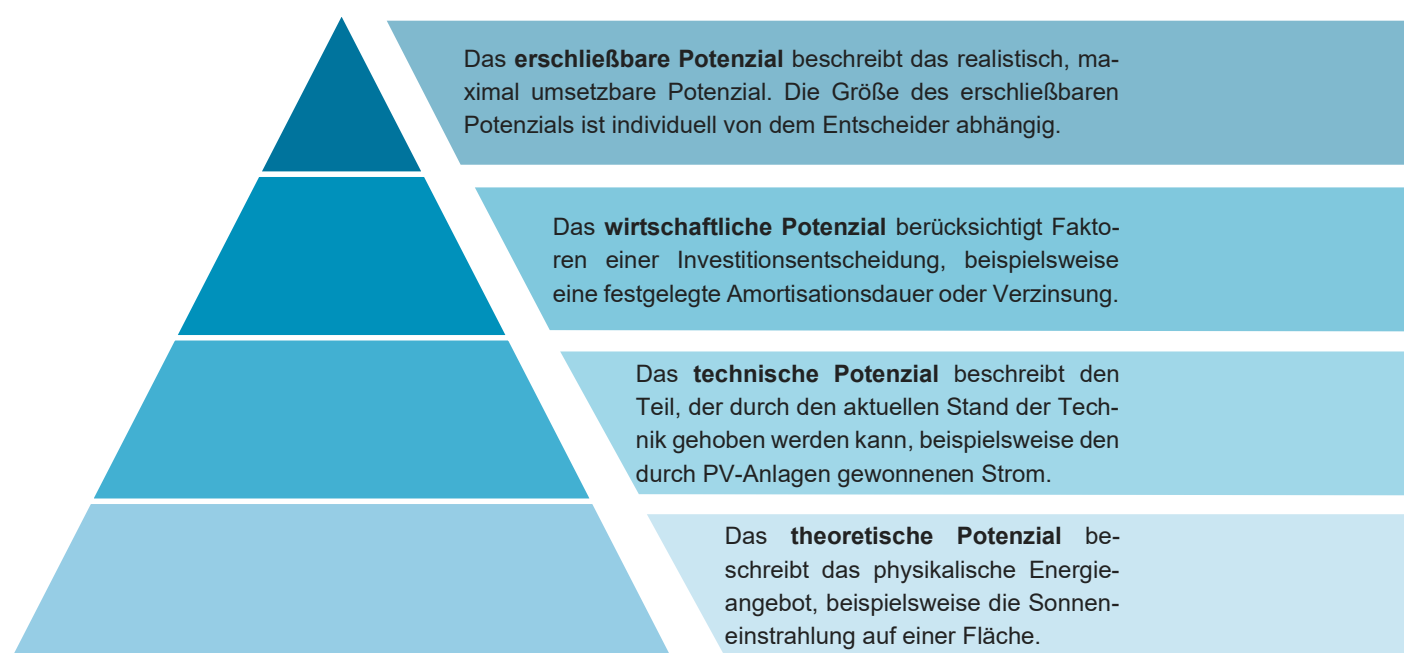 Das erschließbare Potenzial beschreibt das realistisch, ma-
ximal umsetzbare Potenzial. Die Größe des erschließbaren
Potenzials ist individuell von dem Entscheider abhängig.
Das wirtschaftliche Potenzial berücksichtigt Fakto-
ren einer Investitionsentscheidung, beispielsweise
eine festgelegte Amortisationsdauer oder Verzinsung.
Das technische Potenzial beschreibt den
Teil, der durch den aktuellen Stand der Tech-
nik gehoben werden kann, beispielsweise den
durch PV-Anlagen gewonnenen Strom.
Das theoretische Potenzial be-
schreibt das physikalische Energie-
angebot, beispielsweise die Sonnen-
einstrahlung auf einer Fläche.